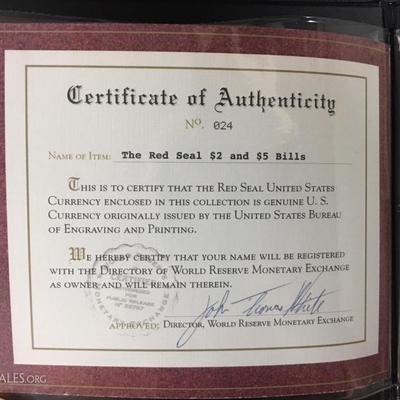 Certificate of Authenticity
No. 024
Name of Item: The Red Seal $2 and $5 Bills
This is to certify that the Red Seal United States
Currency enclosed in this collection is genuine U. S.
Currency originally issued by the United States Bureau
of Engraving and Printing.
We hereby certify that your name will be registered
with the Directory of World Reserve Monetary Exchange
as owner and will remain therein.
approved: Director, World Reserve Monetary Exchange
ALES.ORG